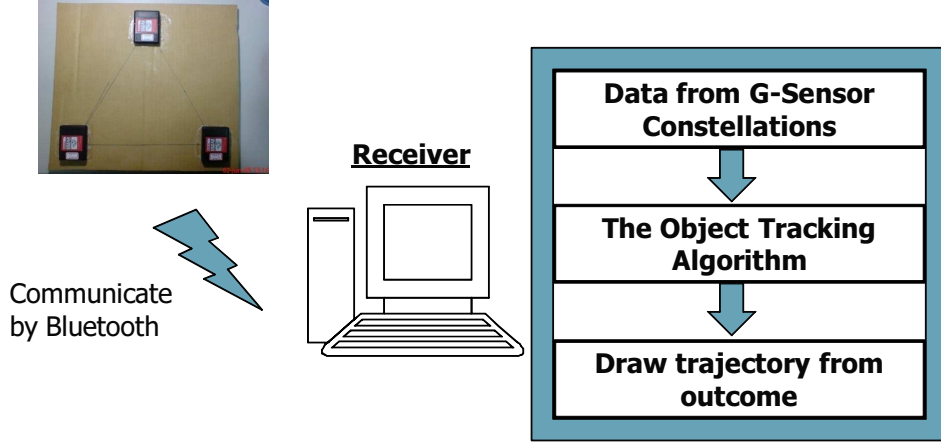 Receiver
Communicate
by Bluetooth
Data from G-Sensor
Constellations
The Object Tracking
Algorithm
Draw trajectory from
outcome